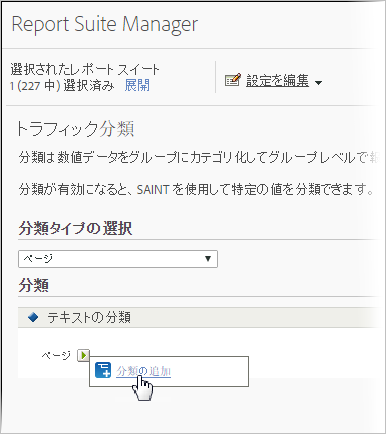 Report Suite Manager
選択されたレポート スイート
1 (227 中) 選択済み 展開
設定を編集
トラフィック分類
分類は数値データをグループにカテゴリ化してグループ レベルで
分類が有効になると、SAINT を使用して特定の値を分類できます。
分類タイプの選択
ページ
分類
テキストの分類
ページ
分類の追加